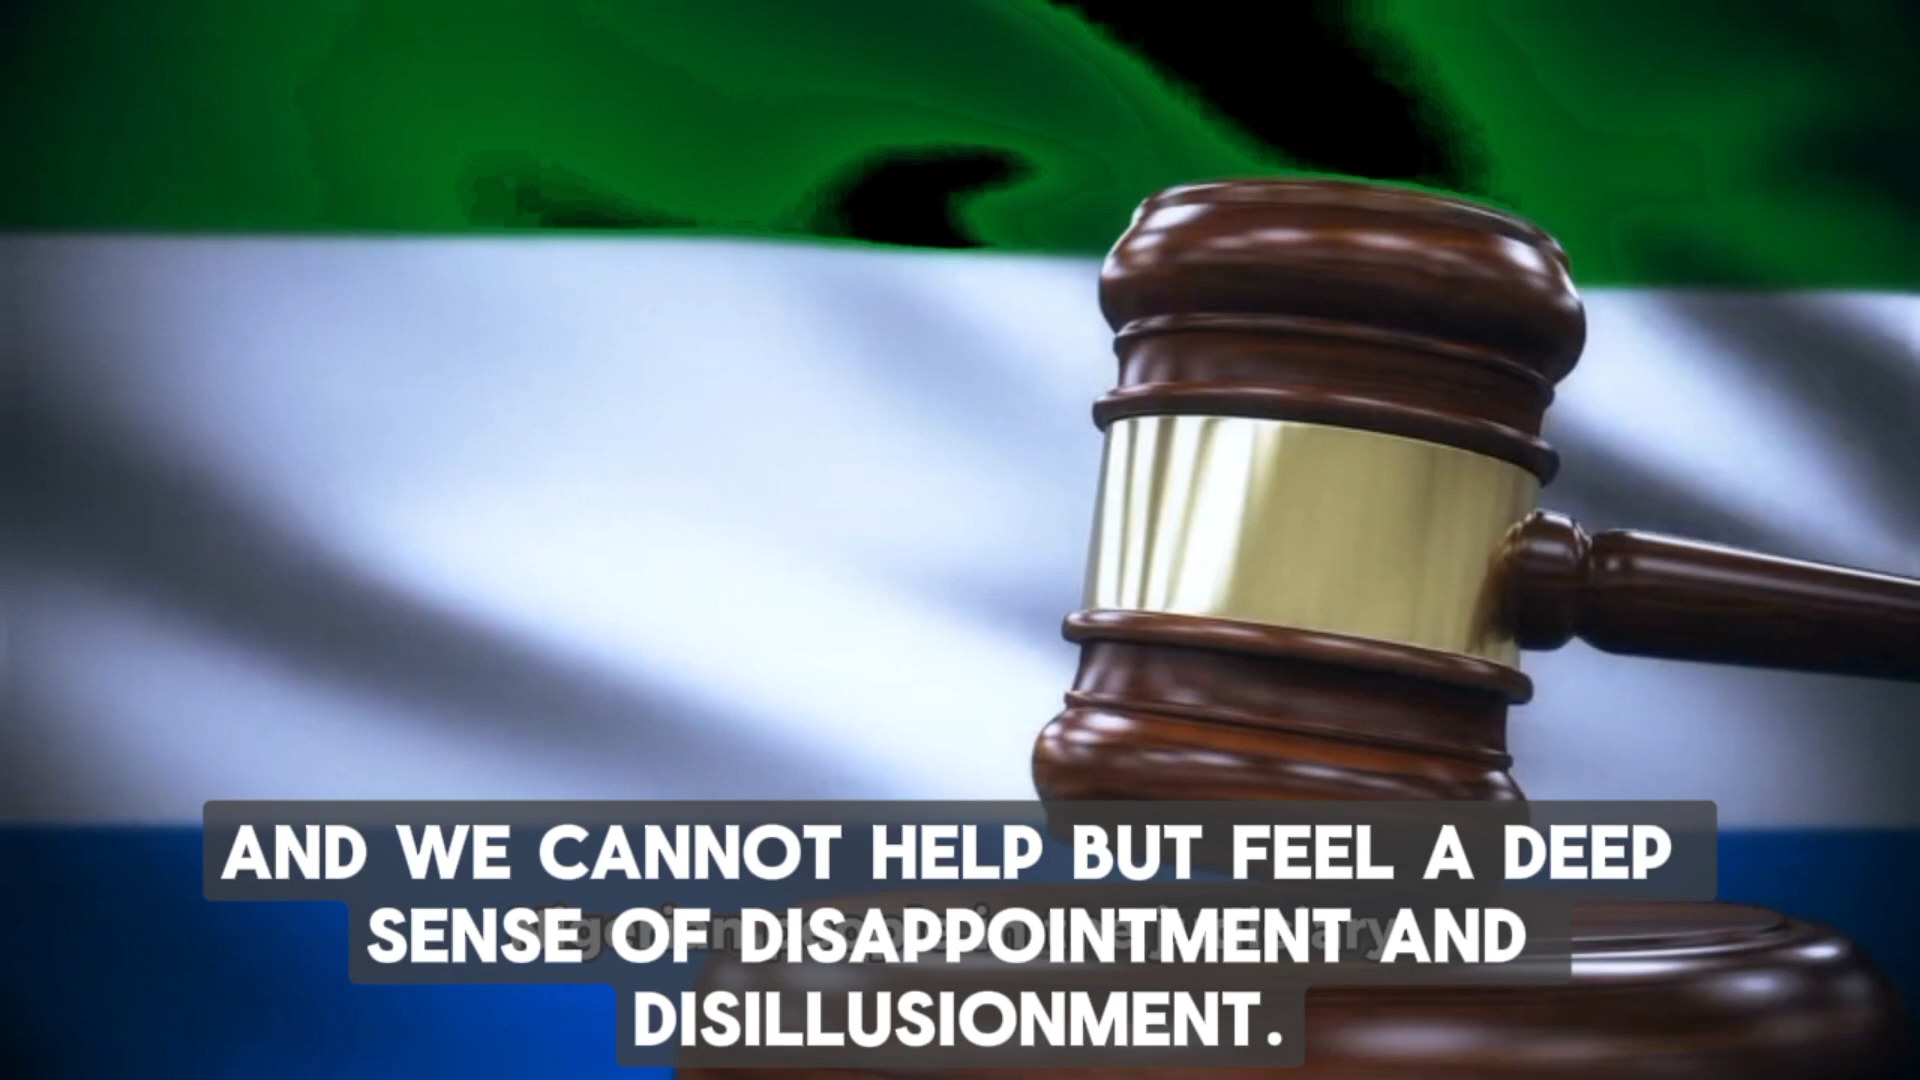 AND WE CANNOT HELP BUT FEEL A DEEP
SENSE OF DISAPPOINTMENT AND
DISILLUSIONMENT.